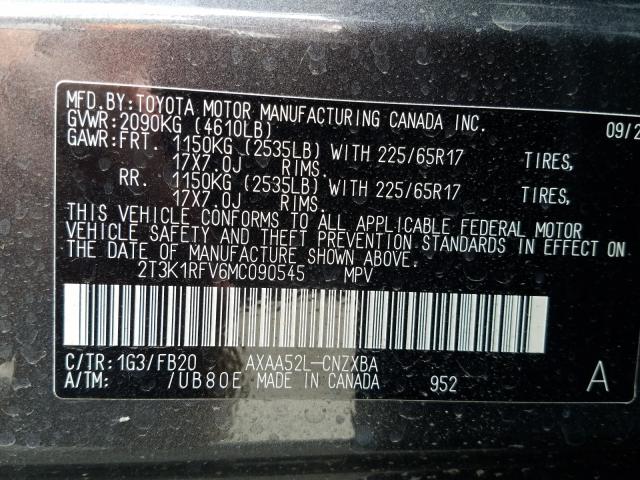 MFD.BY:TOYOTA MOTOR MANUFACTURING CANADA INC. 09/2
GVWR:2090KG (4610LB)
GAWR:FRT. 1150KG (2535LB) WITH 225/65R17 TIRES,
17X7.0J RIMS.
RR. 1150KG (2535LB) WITH 225/65R17 TIRES,
17X7.0J RIMS.
THIS VEHICLE CONFORMS TO ALL APPLICABLE FEDERAL MOTOR
VEHICLE SAFETY AND THEFT PREVENTION STANDARDS IN EFFECT ON
THE DATE OF MANUFACTURE SHOWN ABOVE.
2T3K1RFV6MC090545 MPV
C/TR:1G3/FB20 AXAA52L-CNZXBA
A/TM: /UB80E MADE IN CANADA 952 A